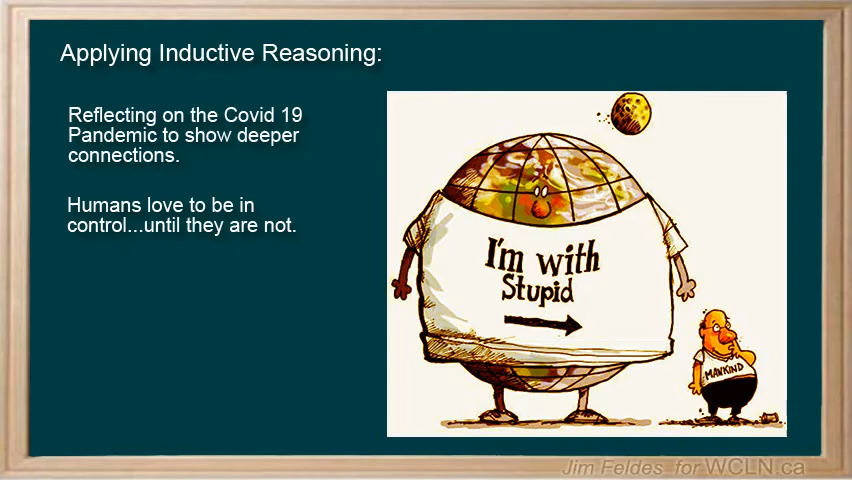 Applying Inductive Reasoning:
Reflecting on the Covid 19
Pandemic to show deeper
connections.
Humans love to be in
control...until they are not.
I'm with
Stupid
MANKIND
Jim Feldes for WCLN.ca